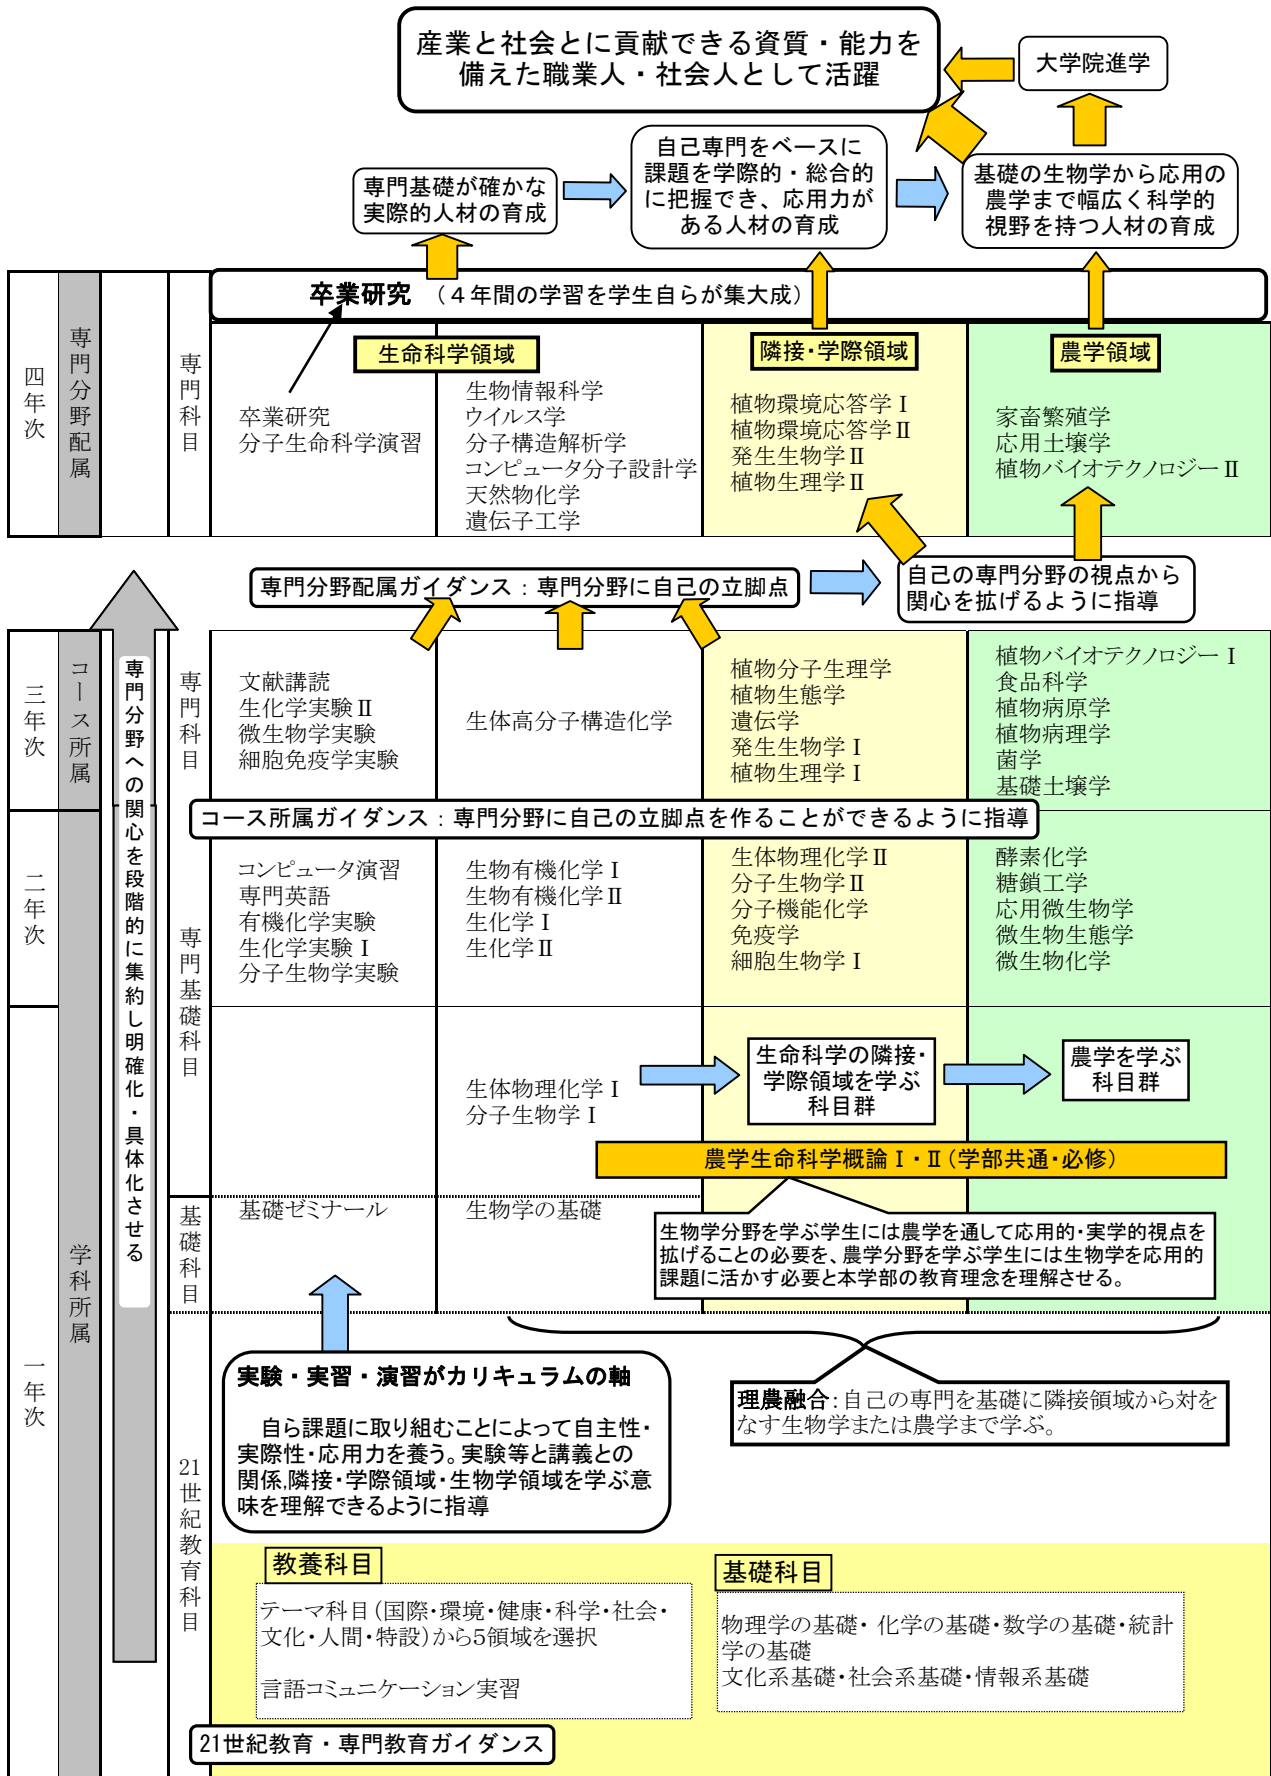 産業と社会とに貢献できる資質・能力を
備えた職業人・社会人として活躍
大学院進学
専門基礎が確かな
実際的人材の育成
自己専門をベースに
課題を学際的・総合的
に把握でき、応用力が
ある人材の育成
基礎の生物学から応用の
農学まで幅広く科学的
視野を持つ人材の育成
四年次
専門分野配属
専門科目
卒業研究 （４年間の学習を学生自らが集大成）
生命科学領域
隣接・学際領域
農学領域
卒業研究
分子生命科学演習
生物情報科学
ウイルス学
分子構造解析学
コンピュータ分子設計学
天然物化学
遺伝子工学
植物環境応答学Ⅰ
植物環境応答学Ⅱ
発生生物学Ⅱ
植物生理学Ⅱ
家畜繁殖学
応用土壌学
植物バイオテクノロジーⅡ
専門分野配属ガイダンス：専門分野に自己の立脚点
自己の専門分野の視点から
関心を拡げるように指導
三年次
コース所属
専門分野への関心を段階的に集約し明確化・具体化させる
専門科目
文献講読
生化学実験Ⅱ
微生物学実験
細胞免疫学実験
生体高分子構造化学
植物分子生理学
植物生態学
遺伝学
発生生物学Ⅰ
植物生理学Ⅰ
植物バイオテクノロジーⅠ
食品科学
植物病原学
植物病理学
菌学
基礎土壌学
コース所属ガイダンス：専門分野に自己の立脚点を作ることができるように指導
二年次
専門基礎科目
コンピュータ演習
専門英語
有機化学実験
生化学実験Ⅰ
分子生物学実験
生物有機化学Ⅰ
生物有機化学Ⅱ
生化学Ⅰ
生化学Ⅱ
生体物理化学Ⅱ
分子生物学Ⅱ
分子機能化学
免疫学
細胞生物学Ⅰ
酵素化学
糖鎖工学
応用微生物学
微生物生態学
微生物化学
生体物理化学Ⅰ
分子生物学Ⅰ
生命科学の隣接・
学際領域を学ぶ
科目群
農学を学ぶ
科目群
農学生命科学概論Ⅰ・Ⅱ（学部共通・必修）
学科所属
基礎科目
基礎ゼミナール
生物学の基礎
生物学分野を学ぶ学生には農学を通して応用的・実学的視点を
拡げることの必要を、農学分野を学ぶ学生には生物学を応用的
課題に活かす必要と本学部の教育理念を理解させる。
一年次
21世紀教育科目
実験・実習・演習がカリキュラムの軸
自ら課題に取り組むことによって自主性・
実際性・応用力を養う。実験等と講義との
関係,隣接・学際領域・生物学領域を学ぶ意
味を理解できるように指導
理農融合：自己の専門を基礎に隣接領域から対を
なす生物学または農学まで学ぶ。
教養科目
テーマ科目（国際・環境・健康・科学・社会・
文化・人間・特設）から5領域を選択
言語コミュニケーション実習
基礎科目
物理学の基礎・ 化学の基礎・数学の基礎・統計
学の基礎
文化系基礎・社会系基礎・情報系基礎
21世紀教育・専門教育ガイダンス